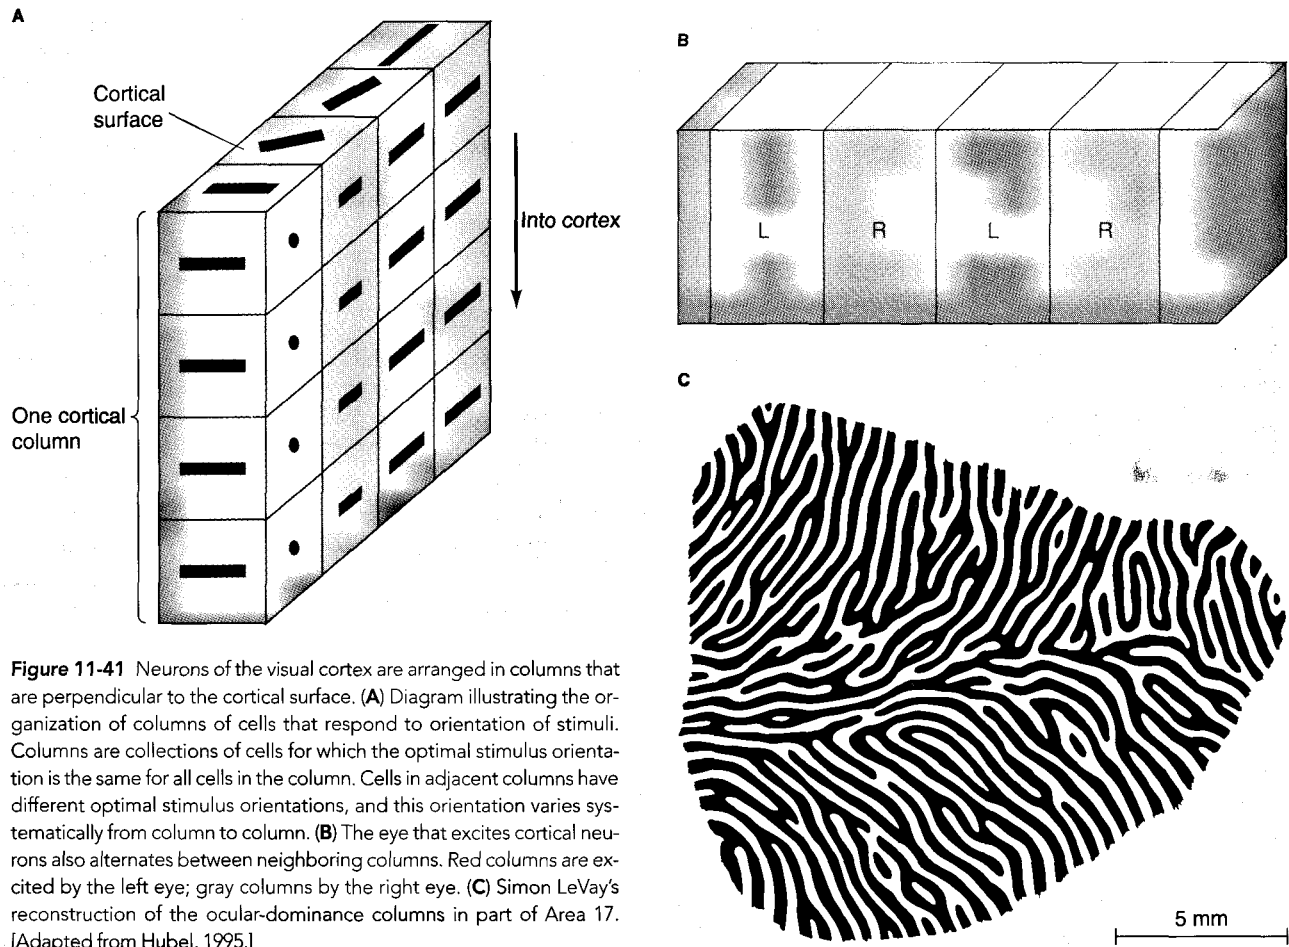 A
Cortical
surface
Into cortex
One cortical
column
B
L
R
L
R
C
5 mm
Figure 11-41 Neurons of the visual cortex are arranged in columns that
are perpendicular to the cortical surface. (A) Diagram illustrating the or-
ganization of columns of cells that respond to orientation of stimuli.
Columns are collections of cells for which the optimal stimulus orienta-
tion is the same for all cells in the column. Cells in adjacent columns have
different optimal stimulus orientations, and this orientation varies sys-
tematically from column to column. (B) The eye that excites cortical neu-
rons also alternates between neighboring columns. Red columns are ex-
cited by the left eye; gray columns by the right eye. (C) Simon LeVay's
reconstruction of the ocular-dominance columns in part of Area 17.
[Adapted from Hubel, 1995.]